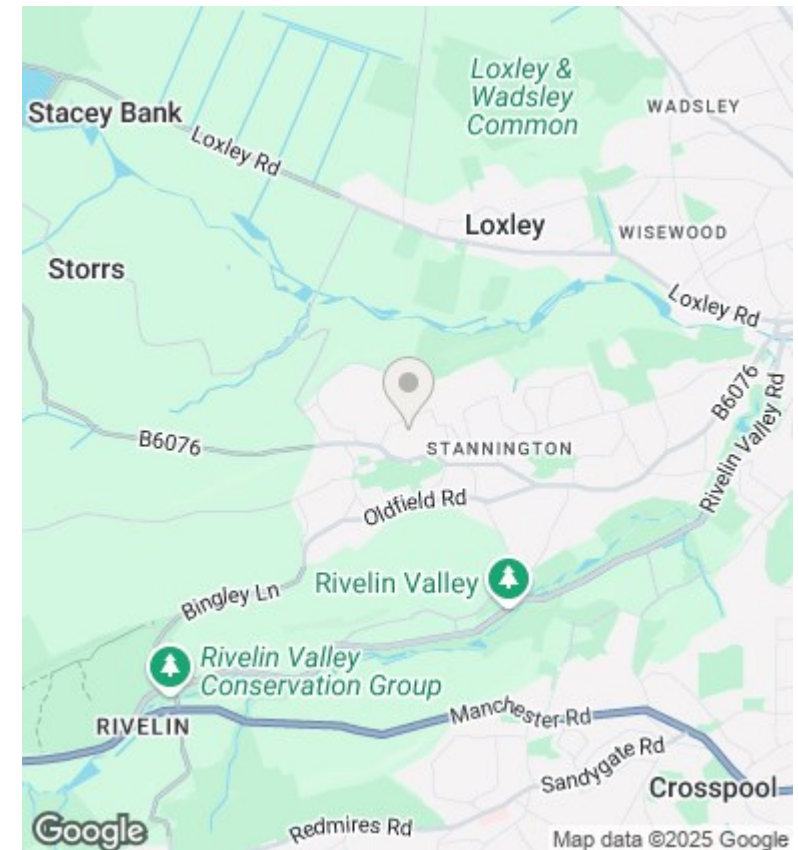 Loxley &
Wadsley
Common
WADSLEY
Stacey Bank
Loxley Rd
Loxley
WISEWOOD
Storrs
Loxley Rd
B6076
Rivelin Valley Rd
B6076
STANNINGTON
Oldfield Rd
Rivelin Valley
Bingley Ln
Rivelin Valley
Conservation Group
RIVELIN
Manchester Rd
Sandygate Rd
Crosspool
Redmires Rd
Google
Map data ©2025 Google